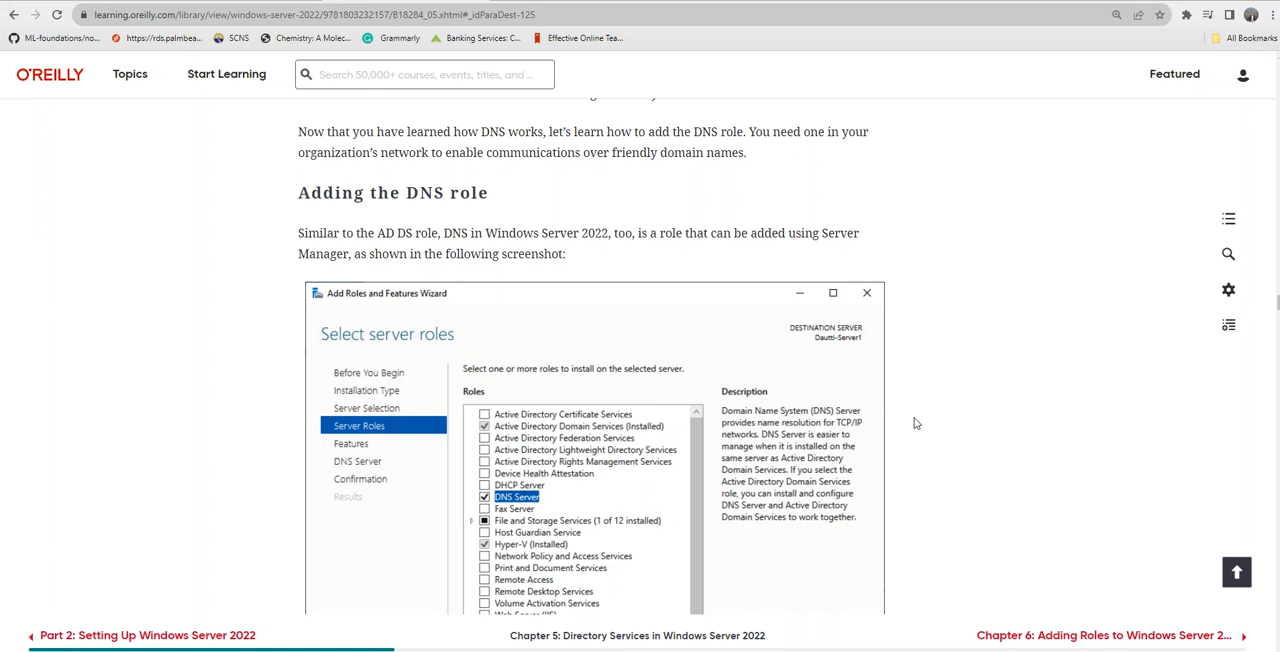 learning.oreilly.com/library/view/windows-server-2022/9781803232157/B18284_05.xhtml#_idParaDest-125
ML-foundations/no... https://rds.palmbea... SCNS Chemistry: A Molec... Grammarly Banking Services: C... Effective Online Tea... All Bookmarks
O'REILLY Topics Start Learning Search 50,000+ courses, events, titles, and ... Featured
Now that you have learned how DNS works, let's learn how to add the DNS role. You need one in your
organization's network to enable communications over friendly domain names.
Adding the DNS role
Similar to the AD DS role, DNS in Windows Server 2022, too, is a role that can be added using Server
Manager, as shown in the following screenshot:
Add Roles and Features Wizard
Select server roles
DESTINATION SERVER
Dautti-Server1
Before You Begin
Installation Type
Server Selection
Server Roles
Features
DNS Server
Confirmation
Results
Select one or more roles to install on the selected server.
Roles
Active Directory Certificate Services
Active Directory Domain Services (Installed)
Active Directory Federation Services
Active Directory Lightweight Directory Services
Active Directory Rights Management Services
Device Health Attestation
DHCP Server
DNS Server
Fax Server
File and Storage Services (1 of 12 installed)
Host Guardian Service
Hyper-V (Installed)
Network Policy and Access Services
Print and Document Services
Remote Access
Remote Desktop Services
Volume Activation Services
Description
Domain Name System (DNS) Server
provides name resolution for TCP/IP
networks. DNS Server is easier to
manage when it is installed on the
same server as Active Directory
Domain Services. If you select the
Active Directory Domain Services
role, you can install and configure
DNS Server and Active Directory
Domain Services to work together.
Part 2: Setting Up Windows Server 2022 Chapter 5: Directory Services in Windows Server 2022 Chapter 6: Adding Roles to Windows Server 2...